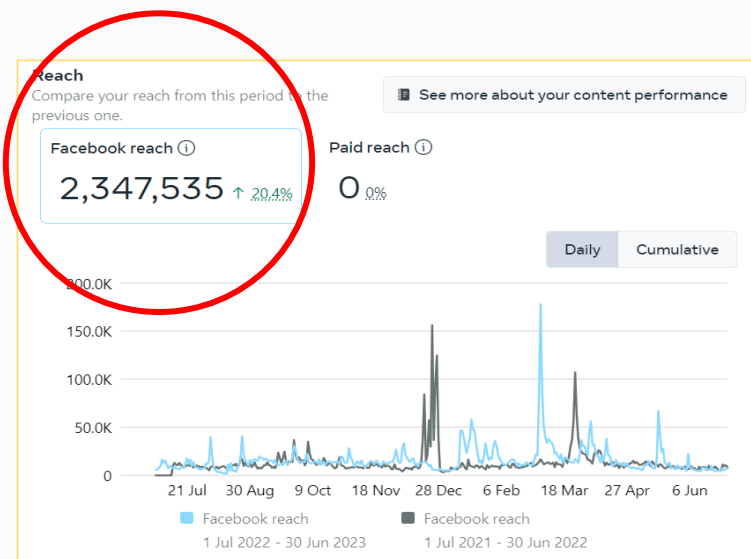 Reach
Compare your reach from this period to the
previous one.
See more about your content performance
Facebook reach
2,347,535 ↑ 20.4%
Paid reach
0 0%
Daily
Cumulative
200.0K
150.0K
100.0K
50.0K
0
21 Jul 30 Aug 9 Oct 18 Nov 28 Dec 6 Feb 18 Mar 27 Apr 6 Jun
Facebook reach
1 Jul 2022 - 30 Jun 2023
Facebook reach
1 Jul 2021 - 30 Jun 2022